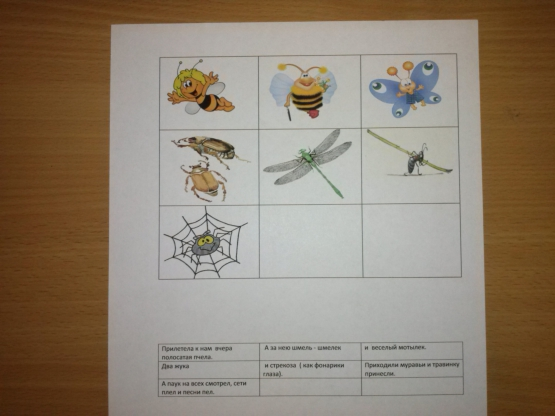 Прилетела к нам вчера
полосатая пчела.
А за нею шмель - шмелек
и веселый мотылек.
Два жука
и стрекоза ( как фонарики
глаза).
Приходили муравьи и травинку
принесли.
А паук на всех смотрел, сети
плел и песни пел.